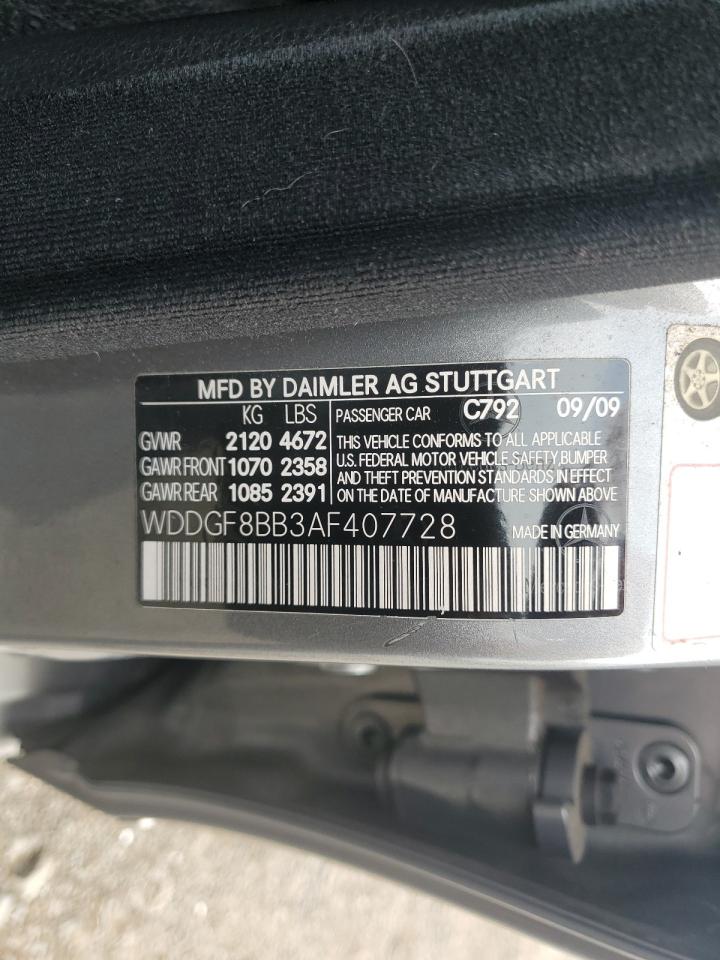 MFD BY DAIMLER AG STUTTGART
KG LBS
GVWR 2120 4672
GAWR FRONT 1070 2358
GAWR REAR 1085 2391
PASSENGER CAR C792 09/09
THIS VEHICLE CONFORMS TO ALL APPLICABLE
U.S. FEDERAL MOTOR VEHICLE SAFETY, BUMPER
AND THEFT PREVENTION STANDARDS IN EFFECT
ON THE DATE OF MANUFACTURE SHOWN ABOVE
WDDGF8BB3AF407728 MADE IN GERMANY